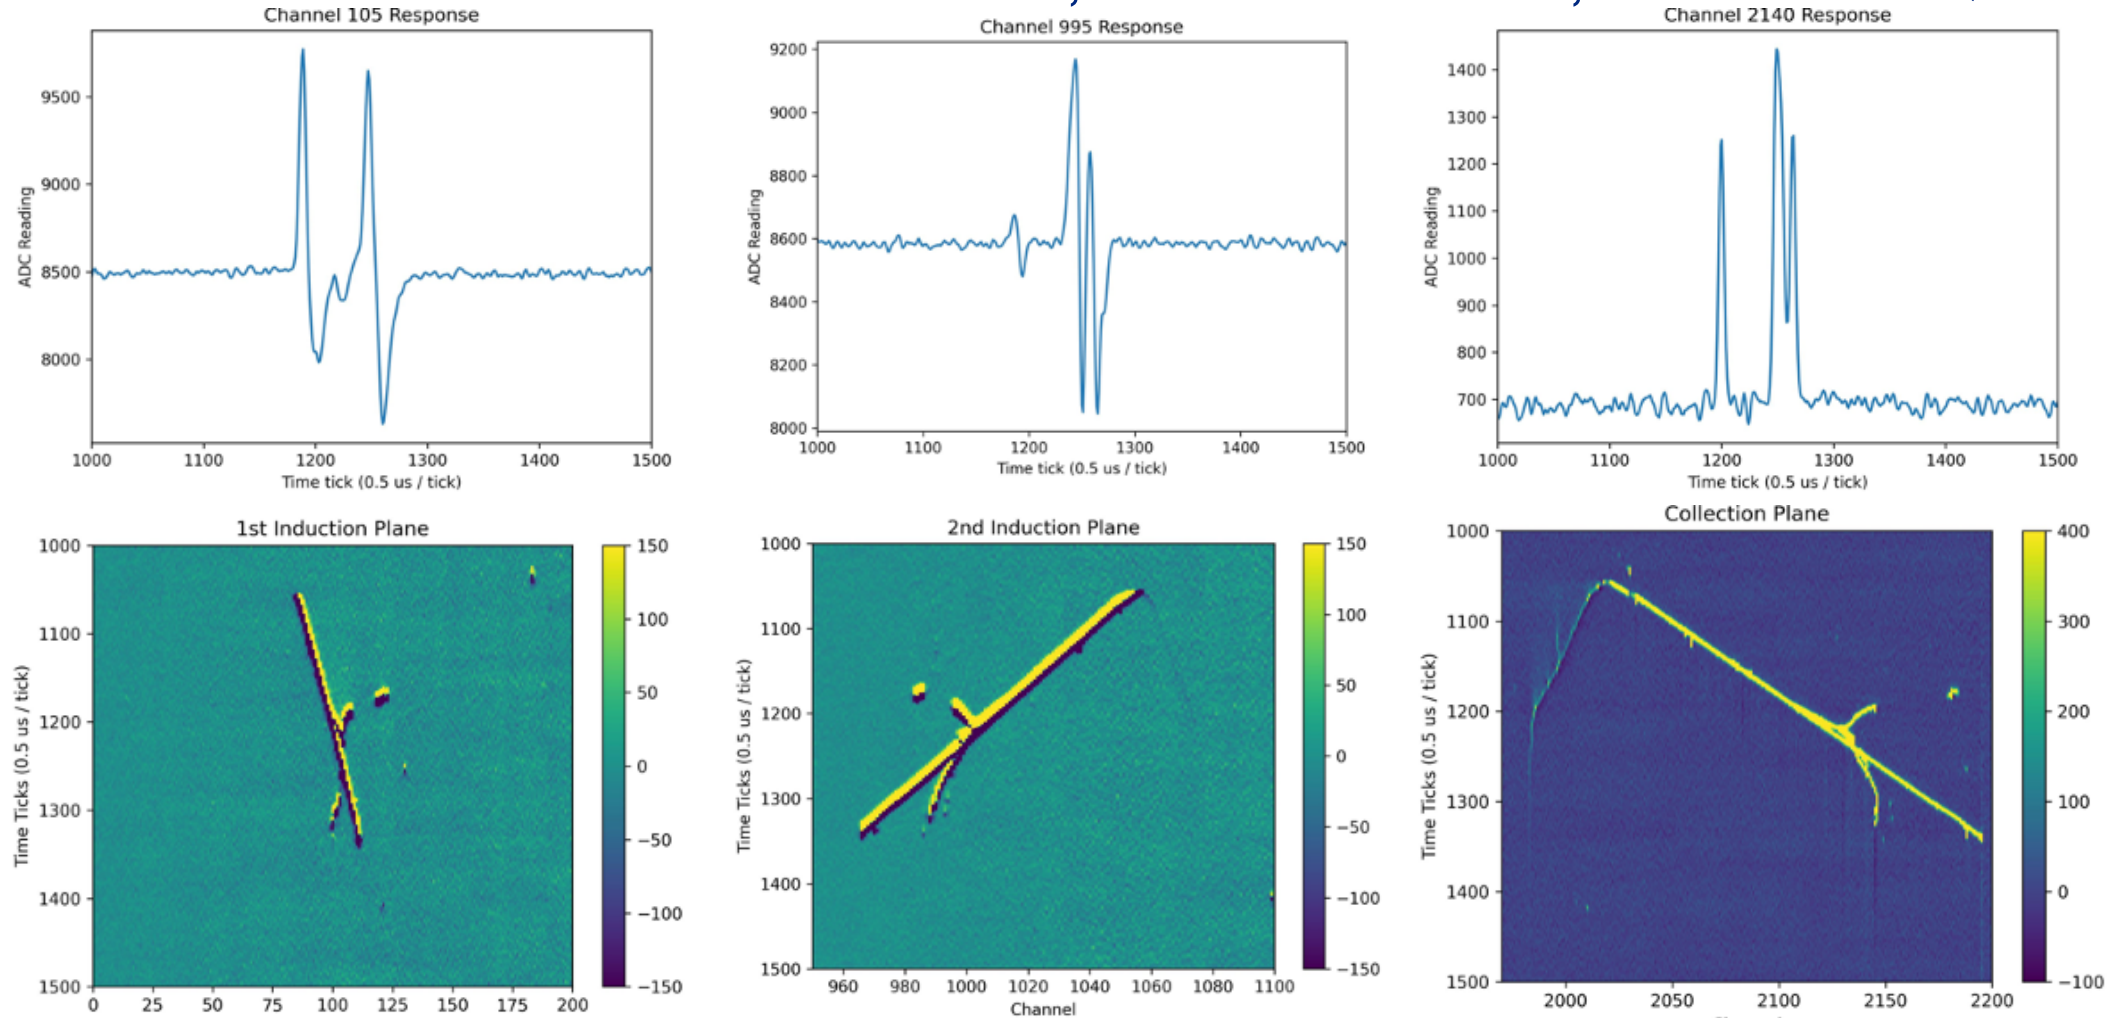 Channel 105 Response
9500
9000
8500
8000
ADC Reading
1000 1100 1200 1300 1400 1500
Time tick (0.5 us / tick)
Channel 995 Response
9200
9000
8800
8600
8400
8200
8000
ADC Reading
1000 1100 1200 1300 1400 1500
Time tick (0.5 us / tick)
Channel 2140 Response
1400
1300
1200
1100
1000
900
800
700
ADC Reading
1000 1100 1200 1300 1400 1500
Time tick (0.5 us / tick)
1st Induction Plane
1000
1100
1200
1300
1400
1500
Time Ticks (0.5 us / tick)
0 25 50 75 100 125 150 175 200
150
100
50
0
−50
−100
−150
2nd Induction Plane
1000
1100
1200
1300
1400
1500
Time Ticks (0.5 us / tick)
960 980 1000 1020 1040 1060 1080 1100
Channel
150
100
50
0
−50
−100
−150
Collection Plane
1000
1100
1200
1300
1400
1500
Time Ticks (0.5 us / tick)
2000 2050 2100 2150 2200
400
300
200
100
0
−100